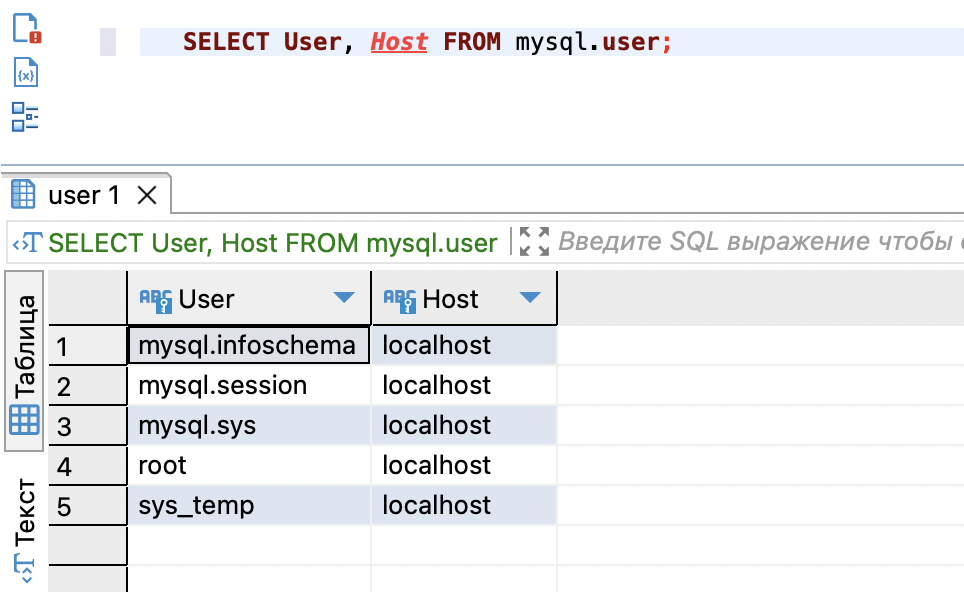 SELECT User, Host FROM mysql.user;
user 1
SELECT User, Host FROM mysql.user Введите SQL выражение чтобы
Таблица
Текст
User Host
1 mysql.infoschema localhost
2 mysql.session localhost
3 mysql.sys localhost
4 root localhost
5 sys_temp localhost